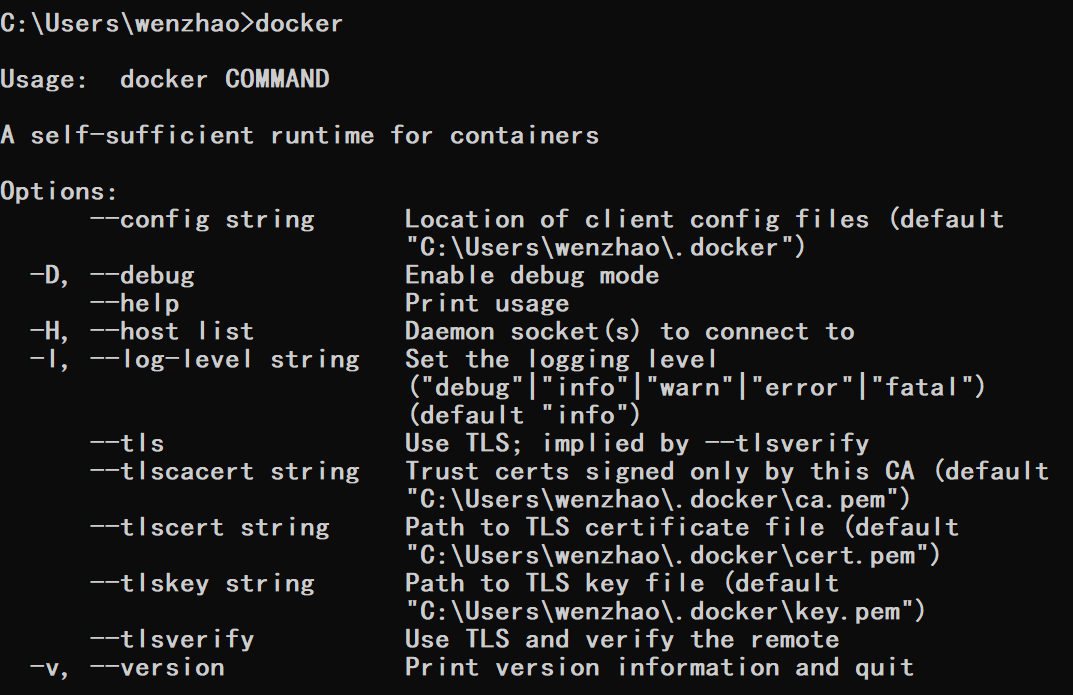 C:\Users\wenzhao>docker
Usage:  docker COMMAND
A self-sufficient runtime for containers
Options:
      --config string      Location of client config files (default
                           "C:\Users\wenzhao\.docker")
  -D, --debug              Enable debug mode
      --help               Print usage
  -H, --host list          Daemon socket(s) to connect to
  -l, --log-level string   Set the logging level
                           ("debug"|"info"|"warn"|"error"|"fatal")
                           (default "info")
      --tls                Use TLS; implied by --tlsverify
      --tlscacert string   Trust certs signed only by this CA (default
                           "C:\Users\wenzhao\.docker\ca.pem")
      --tlscert string     Path to TLS certificate file (default
                           "C:\Users\wenzhao\.docker\cert.pem")
      --tlskey string      Path to TLS key file (default
                           "C:\Users\wenzhao\.docker\key.pem")
      --tlsverify          Use TLS and verify the remote
  -v, --version            Print version information and quit